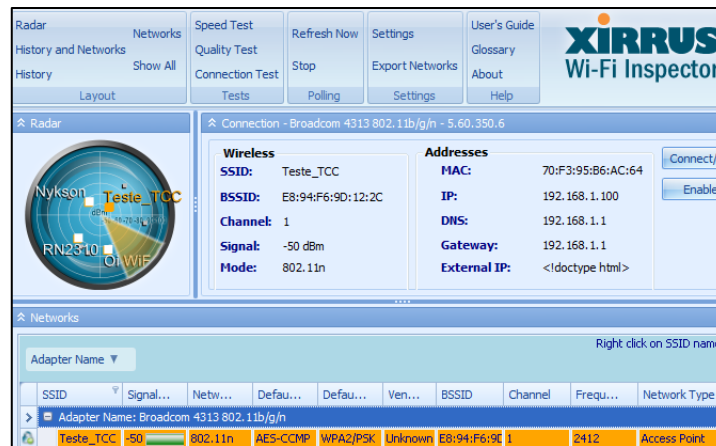 Radar
History and Networks
History
Networks
Show All
Layout
Speed Test
Quality Test
Connection Test
Tests
Refresh Now
Stop
Polling
Settings
Export Networks
Settings
User's Guide
Glossary
About
Help
XIRRUS
Wi-Fi Inspector
Radar
Connection - Broadcom 4313 802.11b/g/n - 5.60.350.6
Nykson
Teste_TCC
dBm
RN2310
Oi WiF
Wireless
SSID: Teste_TCC
BSSID: E8:94:F6:9D:12:2C
Channel: 1
Signal: -50 dBm
Mode: 802.11n
Addresses
MAC: 70:F3:95:B6:AC:64
IP: 192.168.1.100
DNS: 192.168.1.1
Gateway: 192.168.1.1
External IP: <!doctype html>
Connect/
Enable
Networks
Right click on SSID name
Adapter Name
SSID Signal... Netw... Defau... Defau... Ven... BSSID Channel Frequ... Network Type
Adapter Name: Broadcom 4313 802.11b/g/n
Teste_TCC -50 802.11n AES-CCMP WPA2/PSK Unknown E8:94:F6:9D 1 2412 Access Point